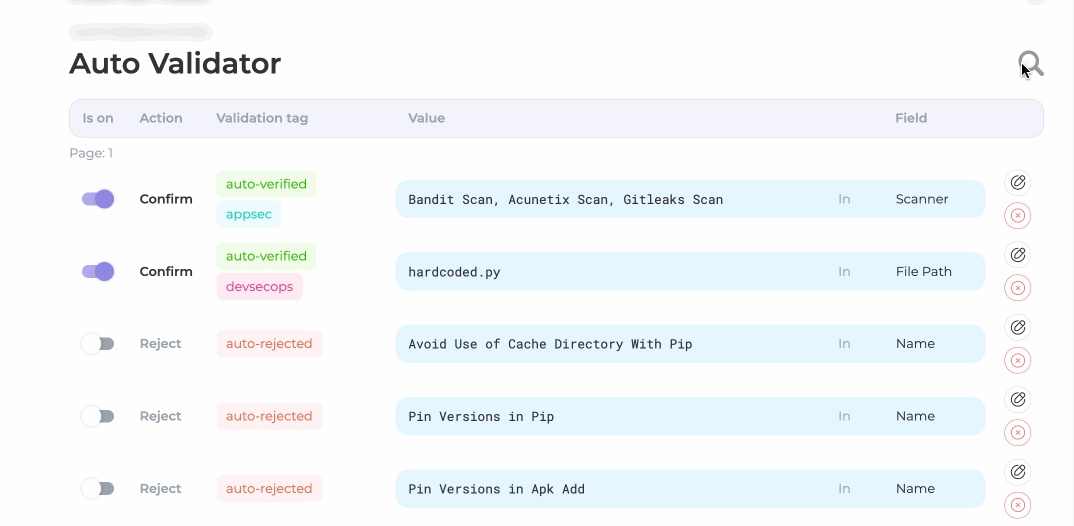 Auto Validator
Is on Action Validation tag Value Field
Page: 1
Confirm auto-verified appsec Bandit Scan, Acunetix Scan, Gitleaks Scan In Scanner
Confirm auto-verified devsecops hardcoded.py In File Path
Reject auto-rejected Avoid Use of Cache Directory With Pip In Name
Reject auto-rejected Pin Versions in Pip In Name
Reject auto-rejected Pin Versions in Apk Add In Name